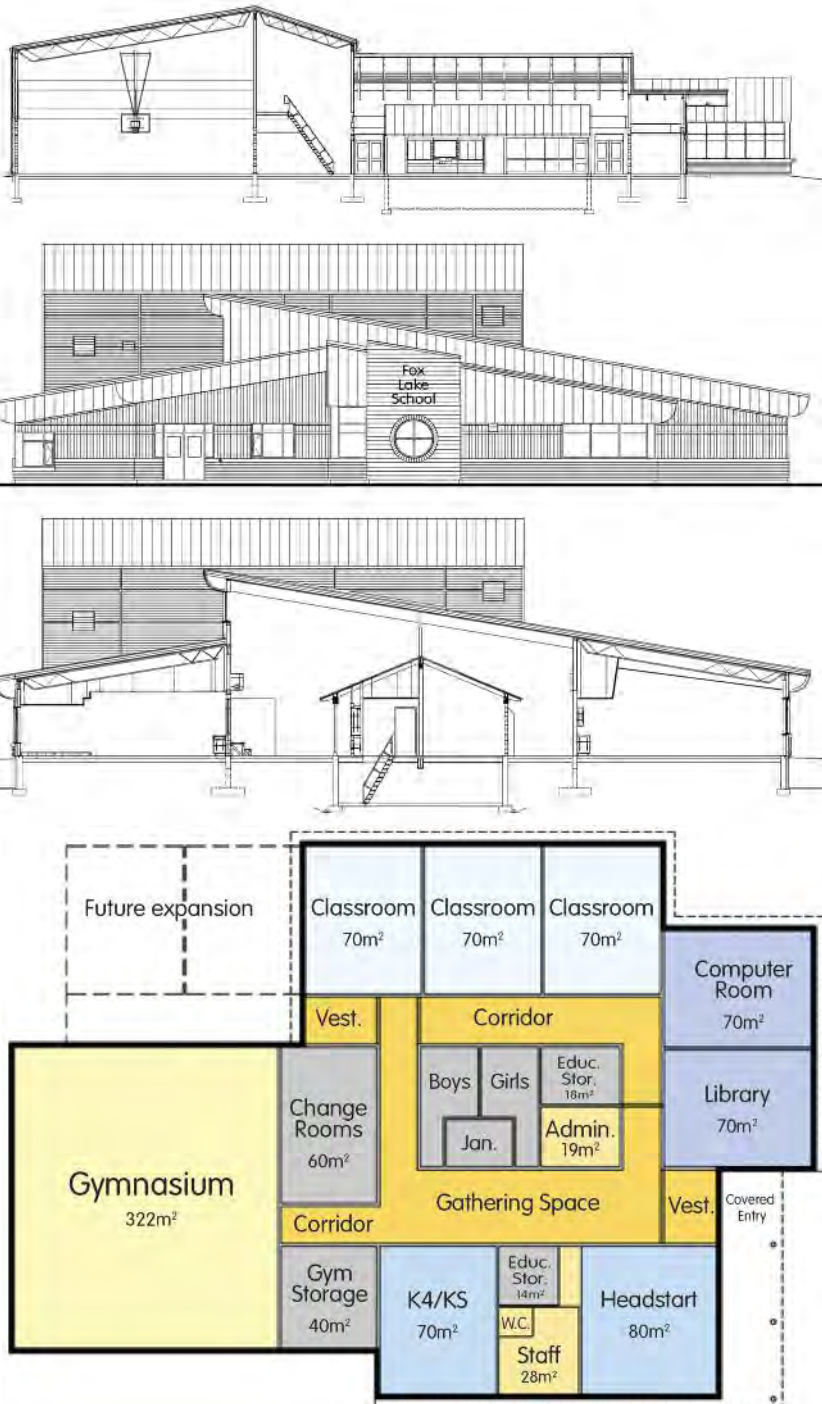 Fox
Lake
School
Future expansion
Classroom
70m²
Classroom
70m²
Classroom
70m²
Computer
Room
70m²
Vest.
Corridor
Boys
Girls
Educ.
Stor.
18m²
Library
70m²
Change
Rooms
60m²
Jan.
Admin.
19m²
Gymnasium
322m²
Gathering Space
Vest.
Covered
Entry
Corridor
Gym
Storage
40m²
K4/KS
70m²
Educ.
Stor.
14m²
Headstart
80m²
W.C.
Staff
28m²